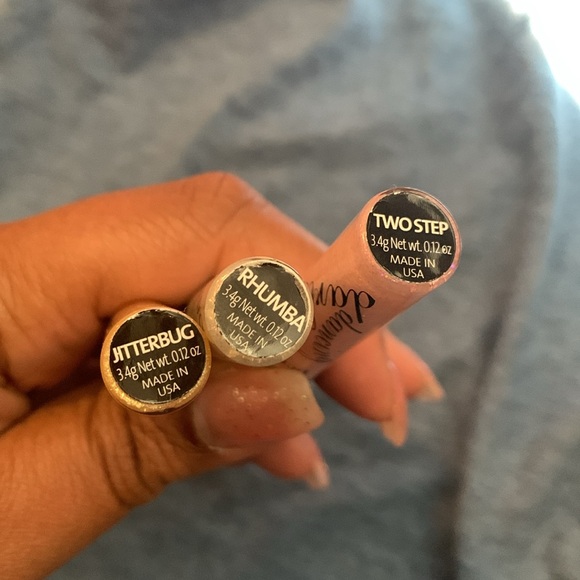 JITTERBUG
3.4g Net wt. 0.12 oz
MADE IN
USA
RHUMBA
3.4g Net wt. 0.12 oz
MADE IN
USA
TWO STEP
3.4g Net wt. 0.12 oz
MADE IN
USA